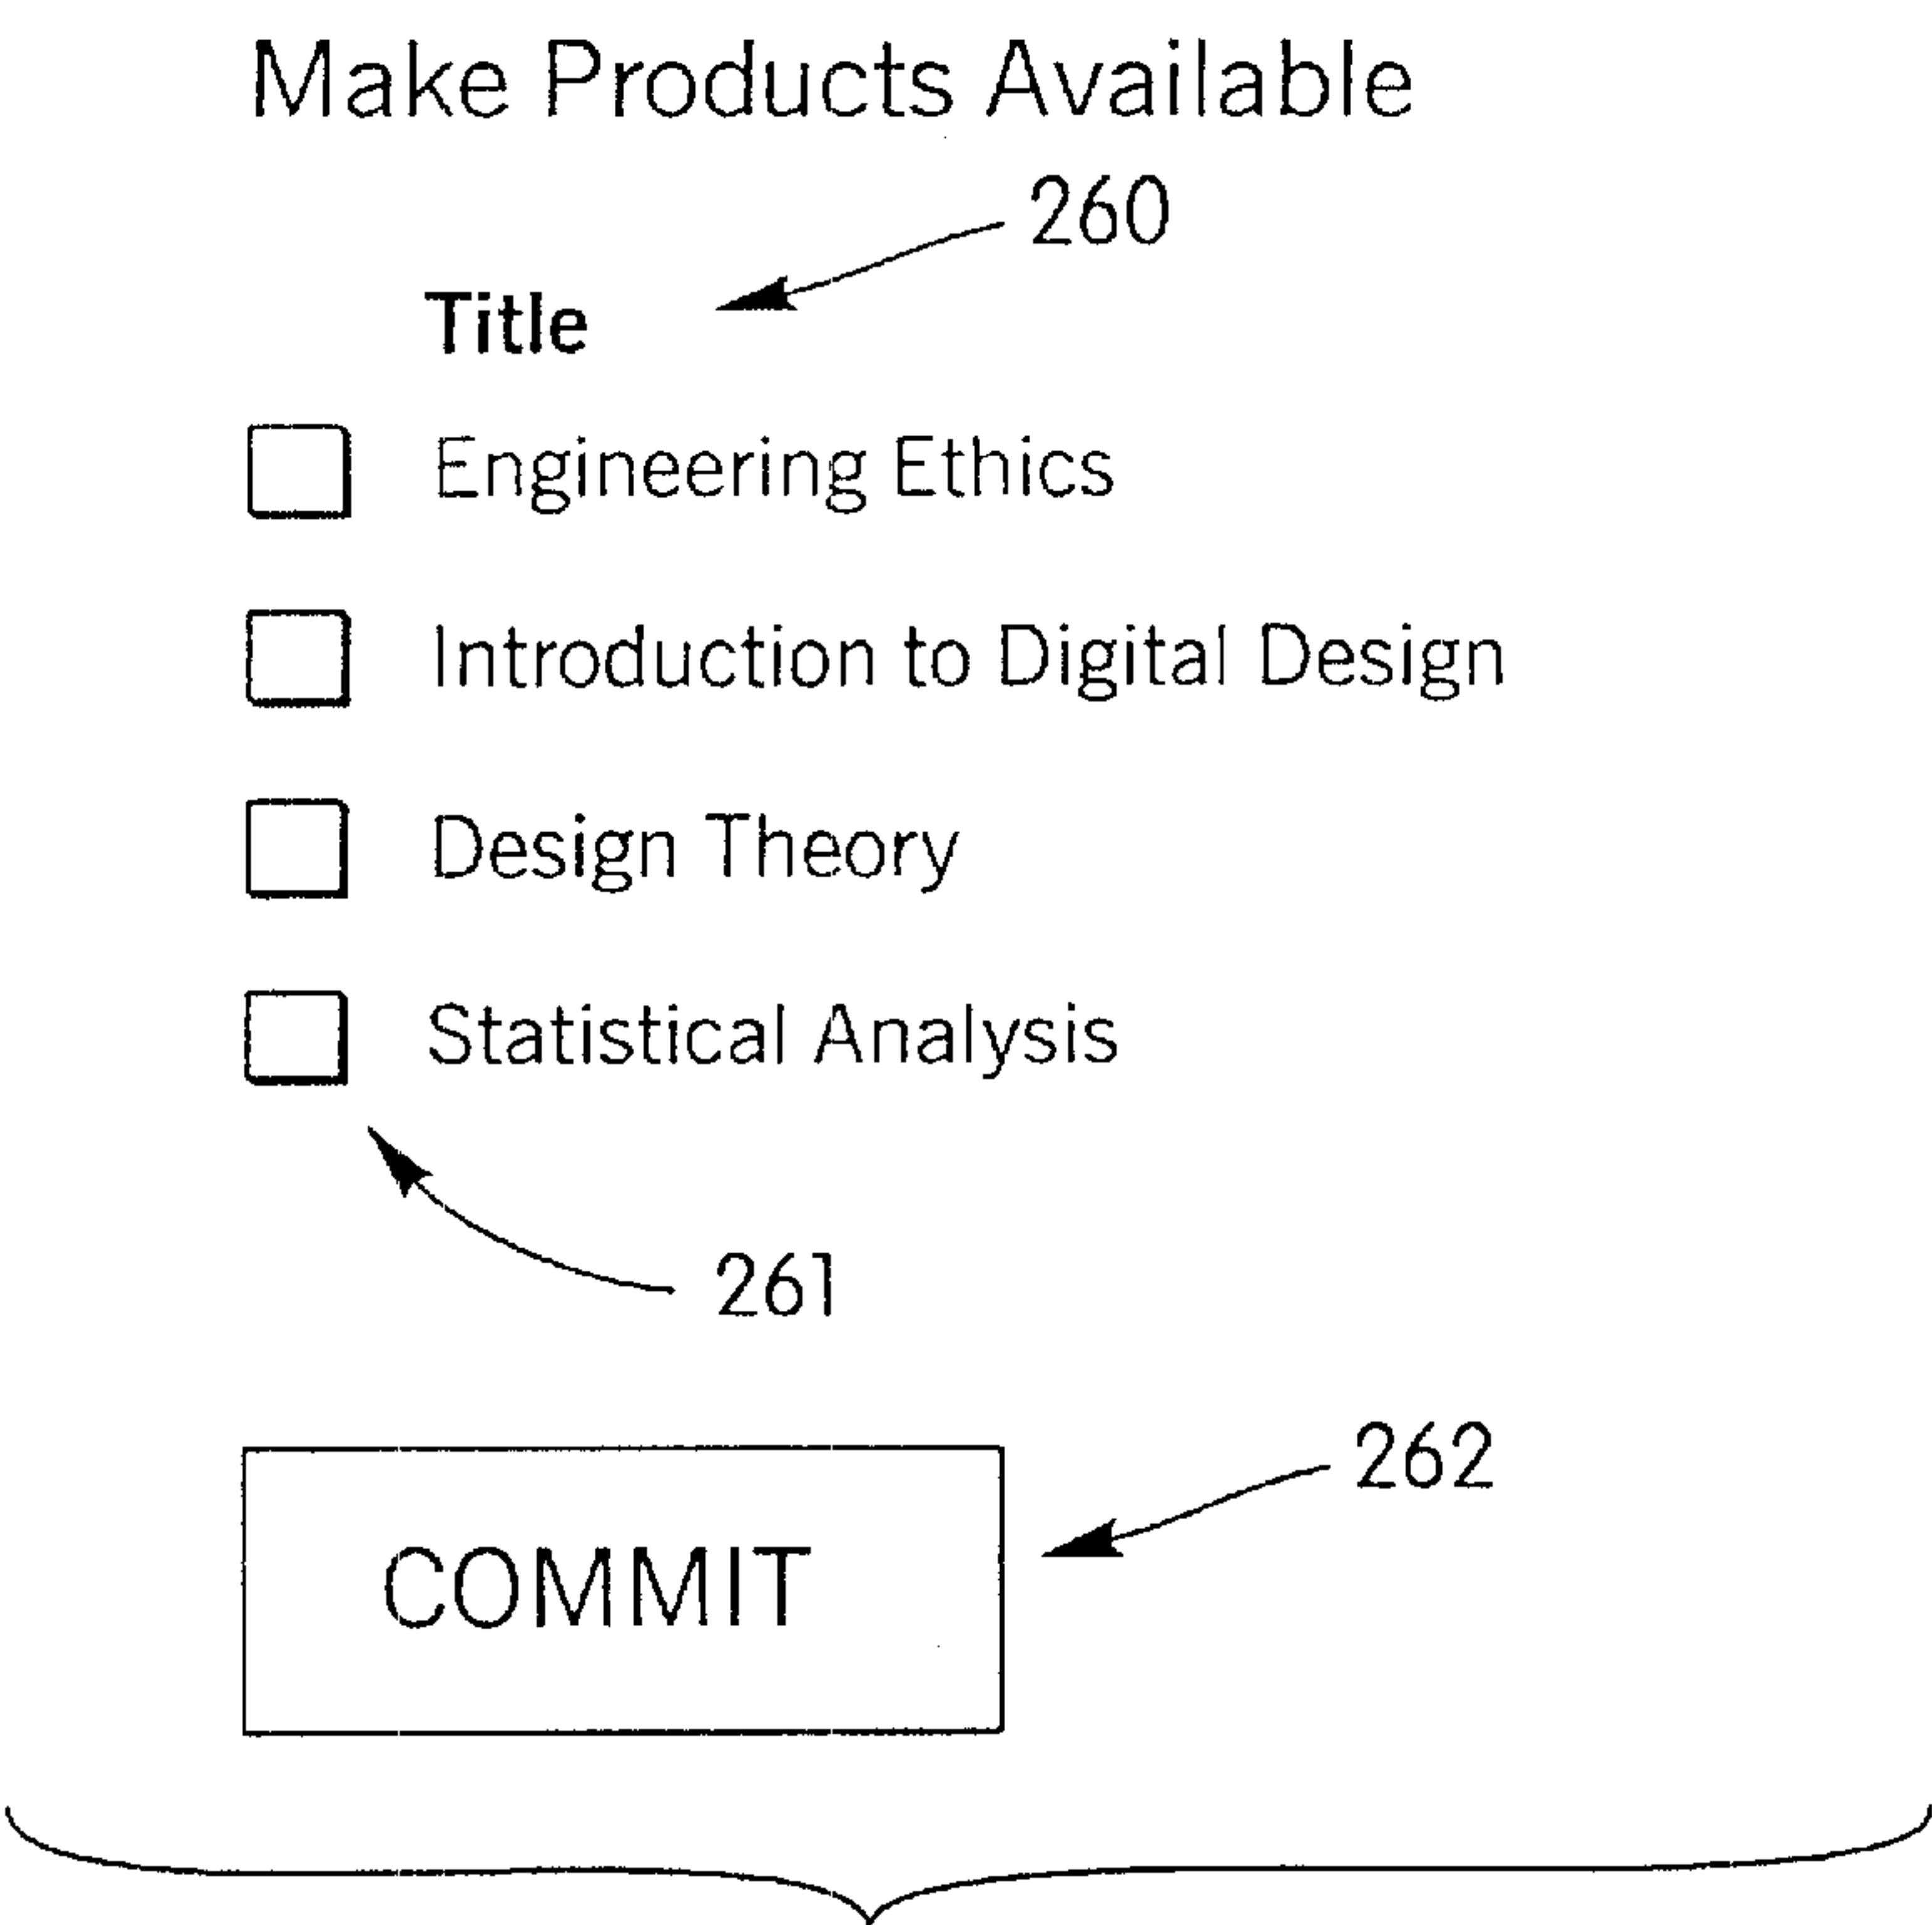 Make Products Available
260
Title
Engineering Ethics
Introduction to Digital Design
Design Theory
Statistical Analysis
261
262
COMMIT